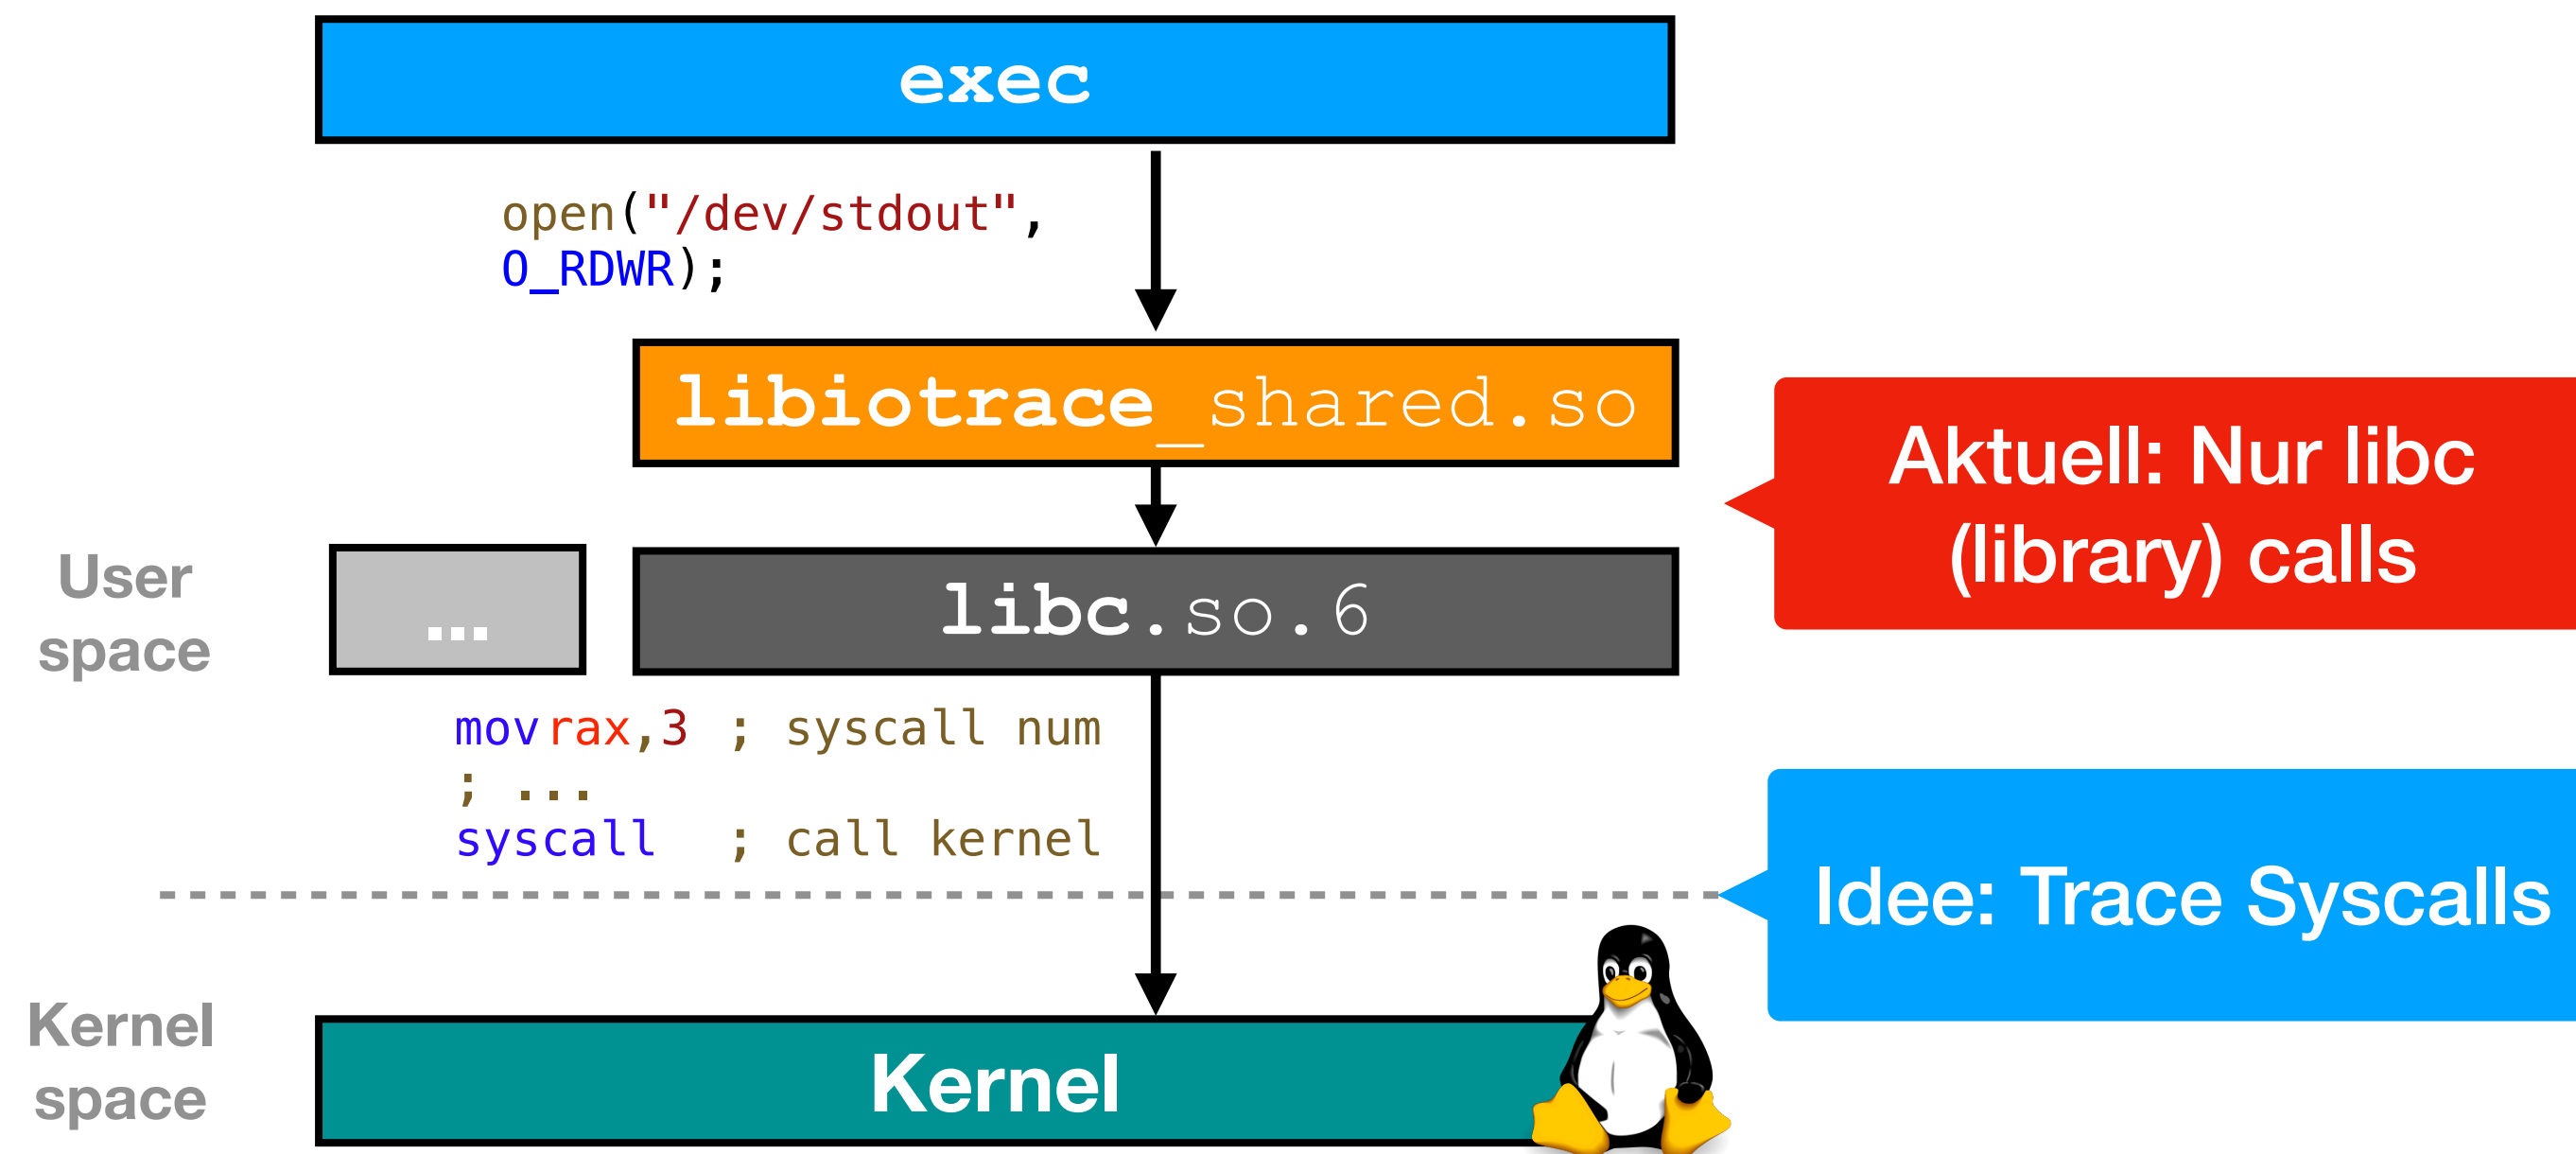 exec
open("/dev/stdout",
O_RDWR);
libiotrace_shared.so
Aktuell: Nur libc
(library) calls
User
space
...
libc.so.6
mov rax,3 ; syscall num
; ...
syscall ; call kernel
Idee: Trace Syscalls
Kernel
space
Kernel